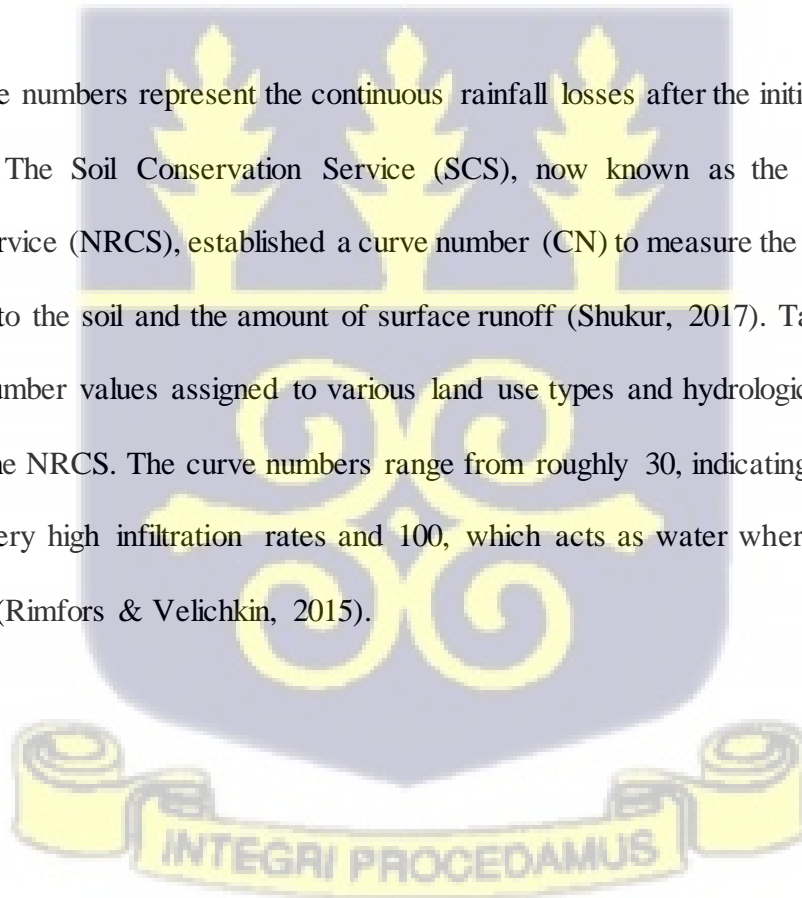 e numbers represent the continuous rainfall losses after the initi
The Soil Conservation Service (SCS), now known as the
rvice (NRCS), established a curve number (CN) to measure the
to the soil and the amount of surface runoff (Shukur, 2017). Ta
umber values assigned to various land use types and hydrologic
he NRCS. The curve numbers range from roughly 30, indicating
ery high infiltration rates and 100, which acts as water wher
(Rimfors & Velichkin, 2015).
INTEGRI PROCEDAMUS